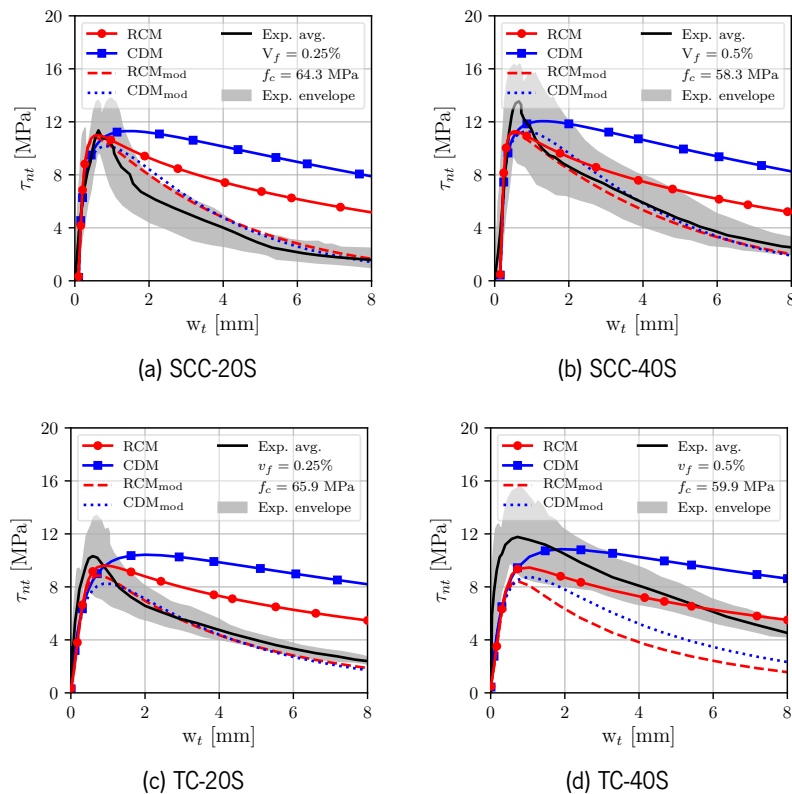 20
16
12
8
4
0
τnt [MPa]
RCM
CDM
RCMmod
CDMmod
Exp. avg.
Vf = 0.25%
fc = 64.3 MPa
Exp. envelope
0 2 4 6 8
wt [mm]
(a) SCC-20S
20
16
12
8
4
0
τnt [MPa]
RCM
CDM
RCMmod
CDMmod
Exp. avg.
Vf = 0.5%
fc = 58.3 MPa
Exp. envelope
0 2 4 6 8
wt [mm]
(b) SCC-40S
20
16
12
8
4
0
τnt [MPa]
RCM
CDM
RCMmod
CDMmod
Exp. avg.
vf = 0.25%
fc = 65.9 MPa
Exp. envelope
0 2 4 6 8
wt [mm]
(c) TC-20S
20
16
12
8
4
0
τnt [MPa]
RCM
CDM
RCMmod
CDMmod
Exp. avg.
vf = 0.5%
fc = 59.9 MPa
Exp. envelope
0 2 4 6 8
wt [mm]
(d) TC-40S